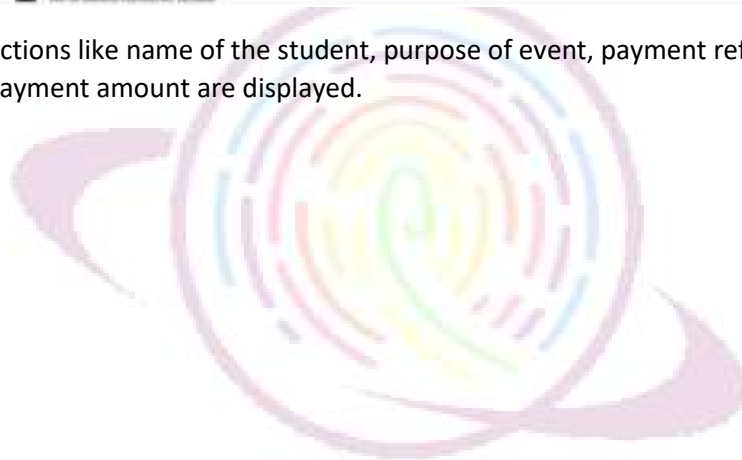 ctions like name of the student, purpose of event, payment ref
ayment amount are displayed.